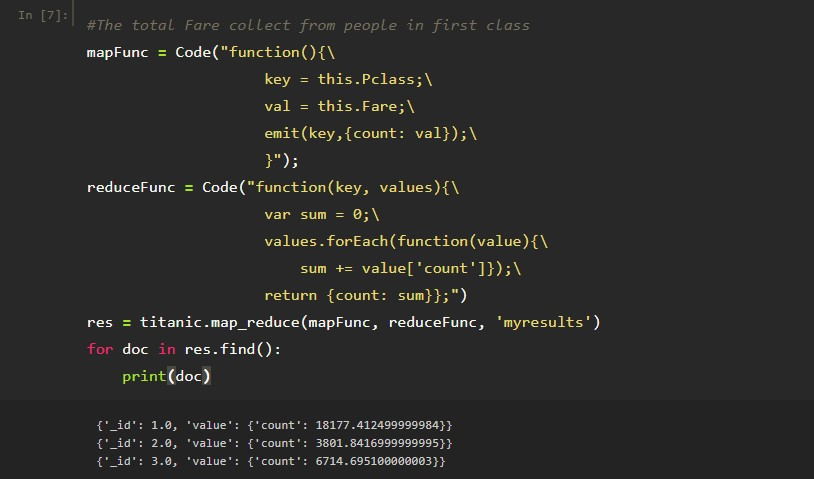 In [7]:
#The total Fare collect from people in first class
mapFunc = Code("function(){\
key = this.Pclass;\
val = this.Fare;\
emit(key,{count: val});\
}");
reduceFunc = Code("function(key, values){\
var sum = 0;\
values.forEach(function(value){\
sum += value['count']});\
return {count: sum}};")
res = titanic.map_reduce(mapFunc, reduceFunc, 'myresults')
for doc in res.find():
print(doc)
{'_id': 1.0, 'value': {'count': 18177.412499999984}}
{'_id': 2.0, 'value': {'count': 3801.8416999999995}}
{'_id': 3.0, 'value': {'count': 6714.695100000003}}